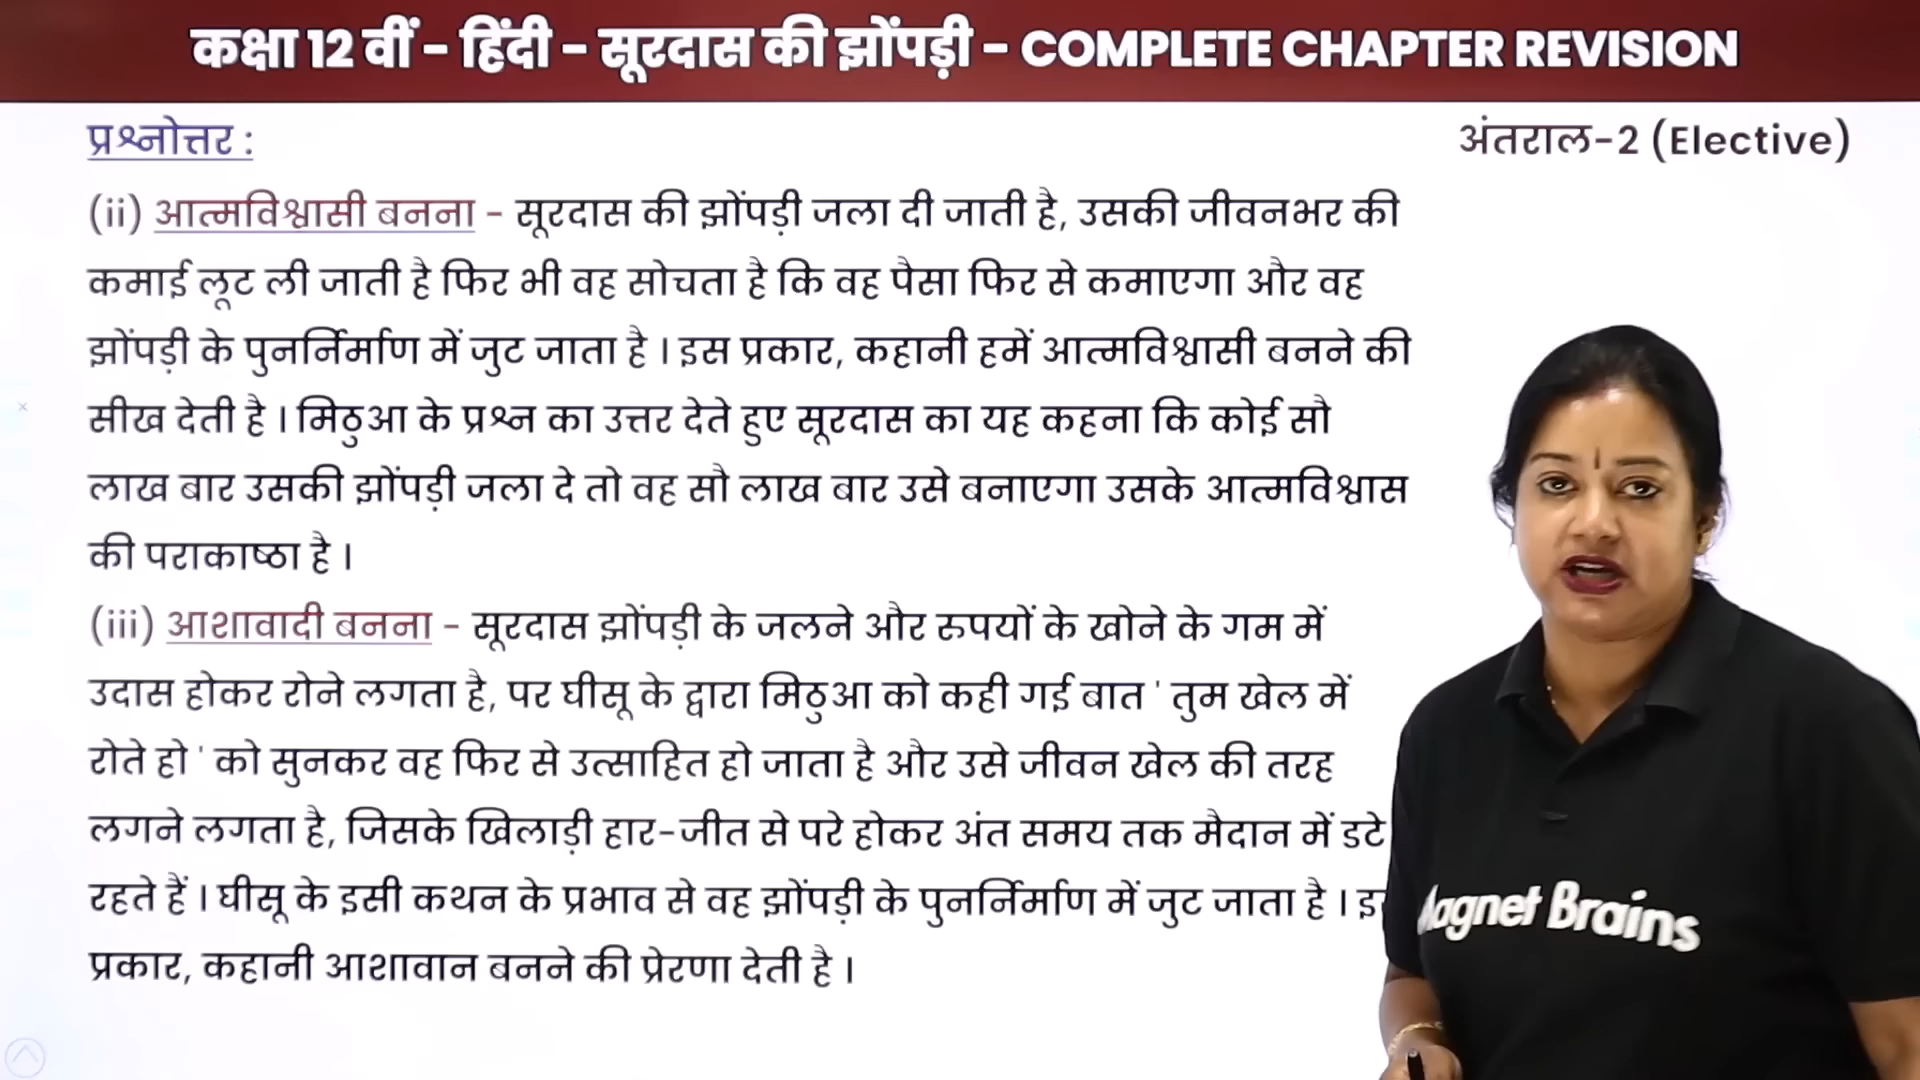 कक्षा 12 वीं - हिंदी - सूरदास की झोंपड़ी - COMPLETE CHAPTER REVISION
प्रश्नोत्तर :
अंतराल-2 (Elective)
(ii) आत्मविश्वासी बनना - सूरदास की झोंपड़ी जला दी जाती है, उसकी जीवनभर की
कमाई लूट ली जाती है फिर भी वह सोचता है कि वह पैसा फिर से कमाएगा और वह
झोंपड़ी के पुनर्निर्माण में जुट जाता है । इस प्रकार, कहानी हमें आत्मविश्वासी बनने की
सीख देती है । मिठुआ के प्रश्न का उत्तर देते हुए सूरदास का यह कहना कि कोई सौ
लाख बार उसकी झोंपड़ी जला दे तो वह सौ लाख बार उसे बनाएगा उसके आत्मविश्वास
की पराकाष्ठा है ।
(iii) आशावादी बनना - सूरदास झोंपड़ी के जलने और रुपयों के खोने के गम में
उदास होकर रोने लगता है, पर घीसू के द्वारा मिठुआ को कही गई बात ' तुम खेल में
रोते हो ' को सुनकर वह फिर से उत्साहित हो जाता है और उसे जीवन खेल की तरह
लगने लगता है, जिसके खिलाड़ी हार-जीत से परे होकर अंत समय तक मैदान में डटे
रहते हैं । घीसू के इसी कथन के प्रभाव से वह झोंपड़ी के पुनर्निर्माण में जुट जाता है ।
प्रकार, कहानी आशावान बनने की प्रेरणा देती है ।
Magnet Brains